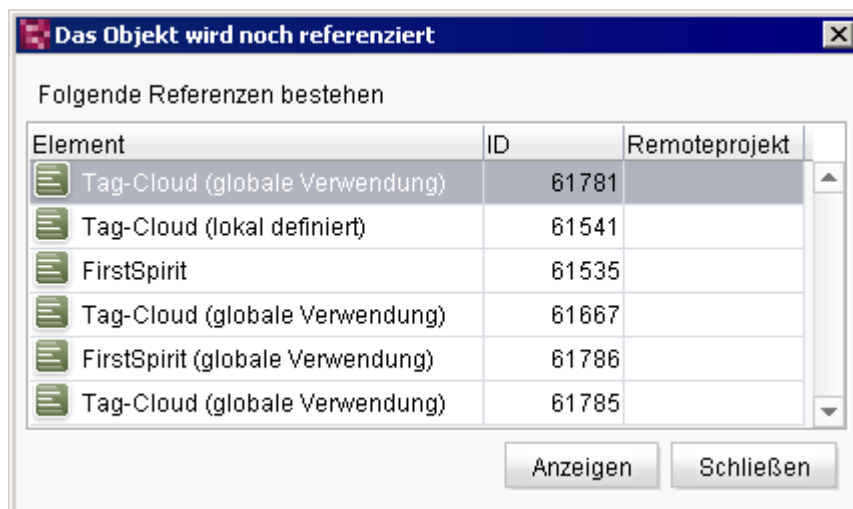 Das Objekt wird noch referenziert
Folgende Referenzen bestehen
Element ID Remoteprojekt
Tag-Cloud (globale Verwendung) 61781
Tag-Cloud (lokal definiert) 61541
FirstSpirit 61535
Tag-Cloud (globale Verwendung) 61667
FirstSpirit (globale Verwendung) 61786
Tag-Cloud (globale Verwendung) 61785
Anzeigen Schließen